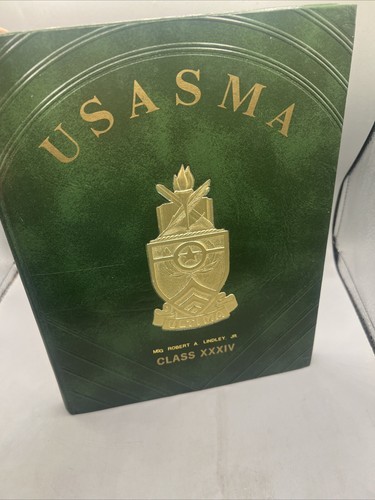 USASMA
MSG ROBERT A. LINDLEY, JR.
CLASS XXXIV